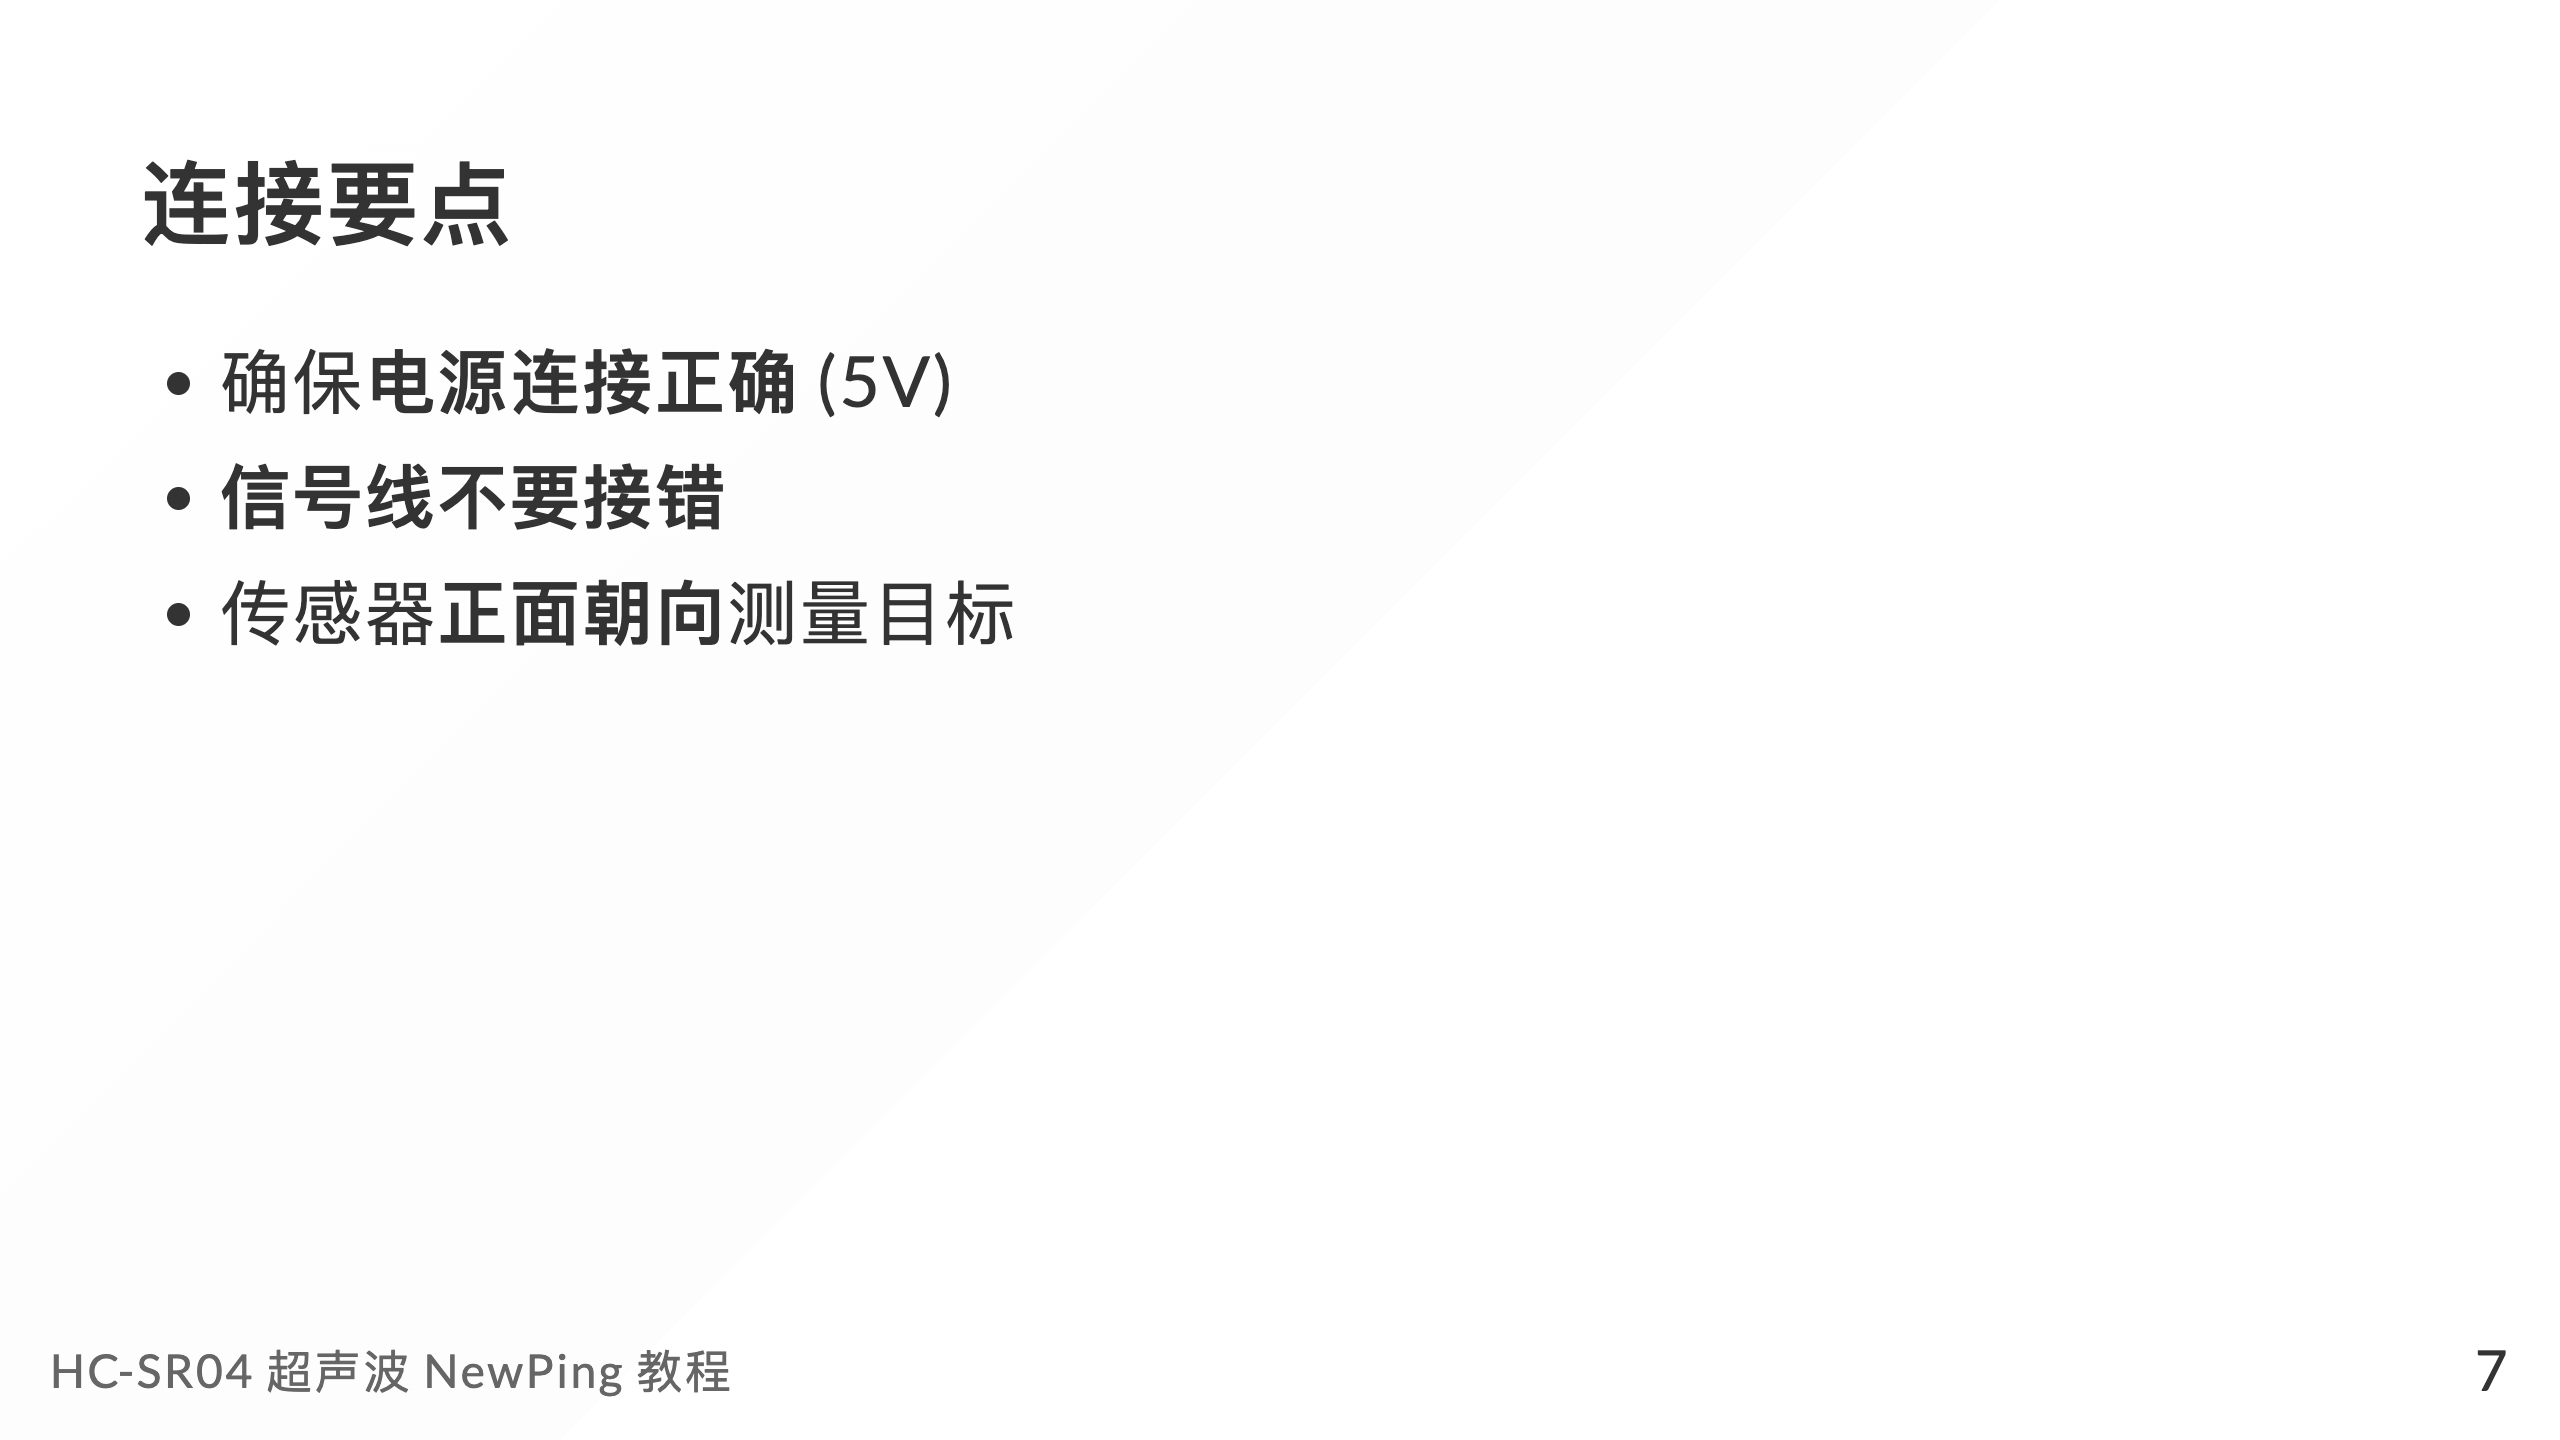 连接要点
• 确保电源连接正确 (5V)
• 信号线不要接错
• 传感器正面朝向测量目标
HC-SR04 超声波 NewPing 教程
7